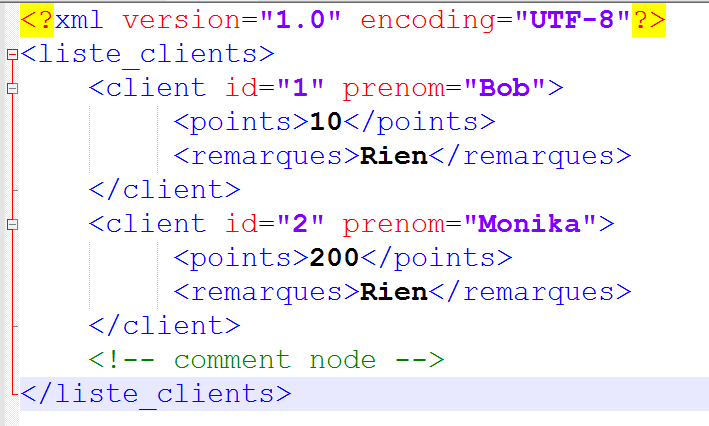 <?xml version="1.0" encoding="UTF-8"?>
<liste_clients>
<client id="1" prenom="Bob">
<points>10</points>
<remarques>Rien</remarques>
</client>
<client id="2" prenom="Monika">
<points>200</points>
<remarques>Rien</remarques>
</client>
<!-- comment node -->
</liste_clients>